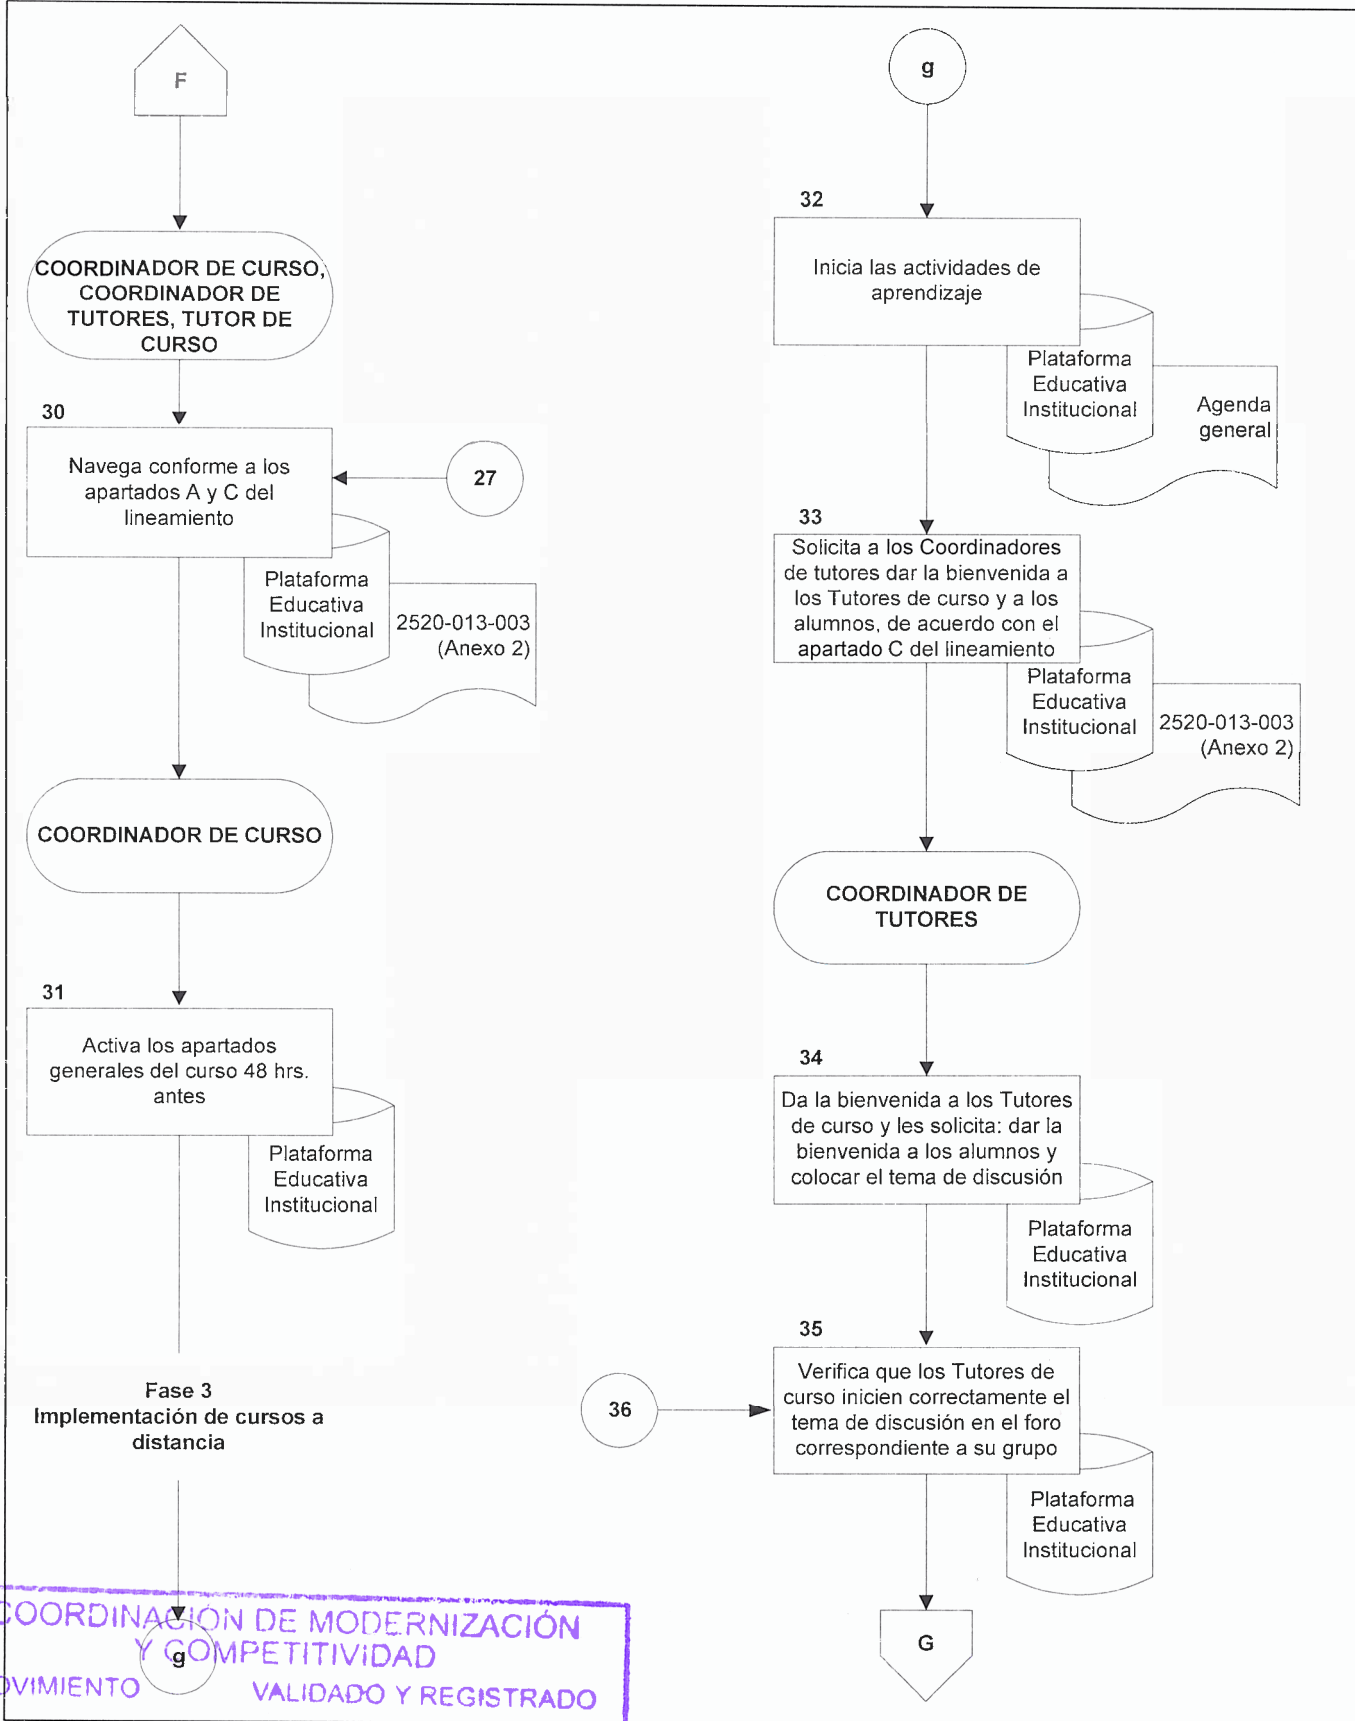 F
COORDINADOR DE CURSO,
COORDINADOR DE
TUTORES, TUTOR DE
CURSO
30
Navega conforme a los
apartados A y C del
lineamiento
27
Plataforma
Educativa
Institucional
2520-013-003
(Anexo 2)
COORDINADOR DE CURSO
31
Activa los apartados
generales del curso 48 hrs.
antes
Plataforma
Educativa
Institucional
Fase 3
Implementación de cursos a
distancia
g
COORDINACIÓN DE MODERNIZACIÓN
Y COMPETITIVIDAD
OVIMIENTO VALIDADO Y REGISTRADO
g
32
Inicia las actividades de
aprendizaje
Plataforma
Educativa
Institucional
Agenda
general
33
Solicita a los Coordinadores
de tutores dar la bienvenida a
los Tutores de curso y a los
alumnos, de acuerdo con el
apartado C del lineamiento
Plataforma
Educativa
Institucional
2520-013-003
(Anexo 2)
COORDINADOR DE
TUTORES
34
Da la bienvenida a los Tutores
de curso y les solicita: dar la
bienvenida a los alumnos y
colocar el tema de discusión
Plataforma
Educativa
Institucional
35
Verifica que los Tutores de
curso inicien correctamente el
tema de discusión en el foro
correspondiente a su grupo
36
Plataforma
Educativa
Institucional
G